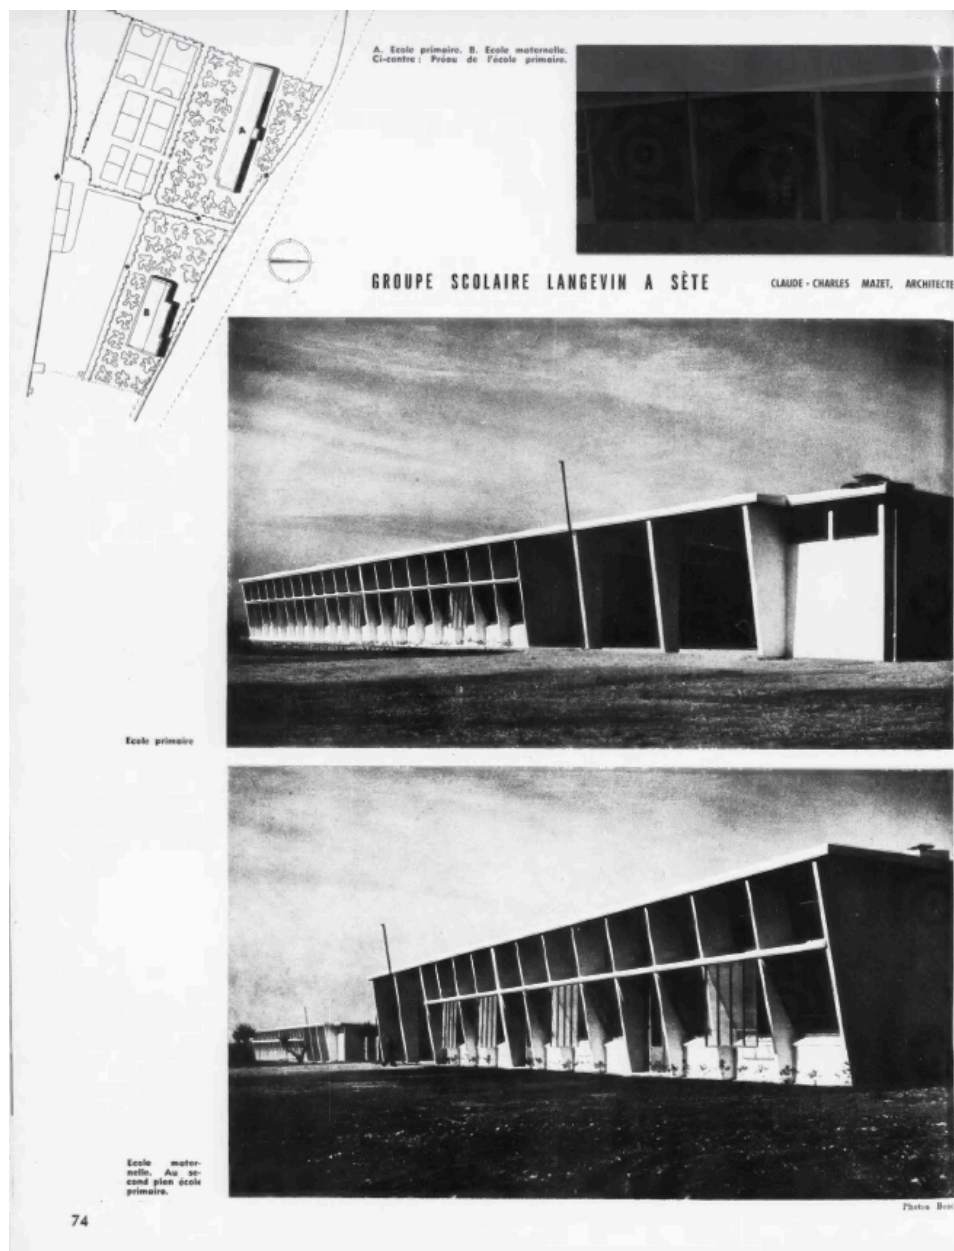 A. Ecole primaire. B. Ecole maternelle.
Ci-contre : Préau de l'école primaire.
A
B
GROUPE SCOLAIRE LANGEVIN A SÈTE
CLAUDE - CHARLES MAZET, ARCHITECTE
Ecole primaire
Ecole mater-
nelle. Au se-
cond plan école
primaire.
Photos
74